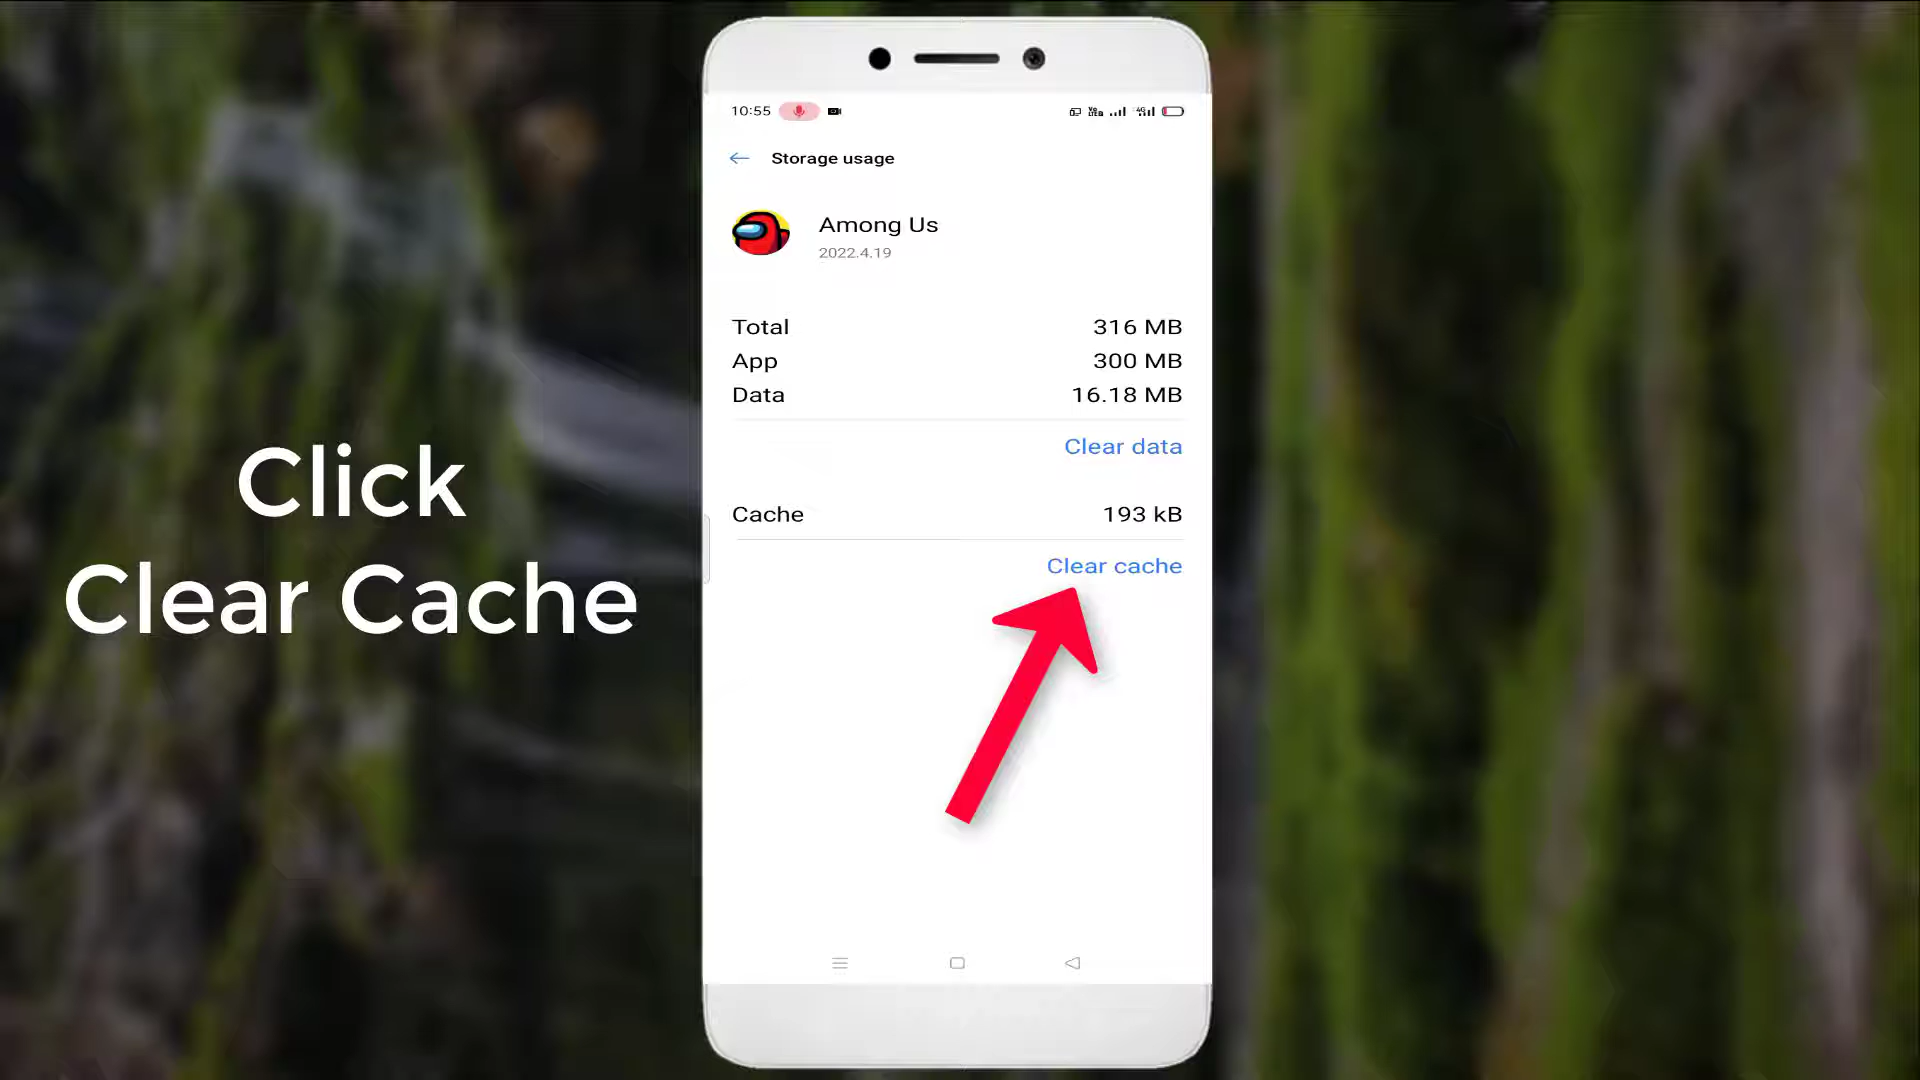 10:55
Storage usage
Among Us
2022.4.19
Total 316 MB
App 300 MB
Data 16.18 MB
Clear data
Cache 193 kB
Clear cache
Click
Clear Cache